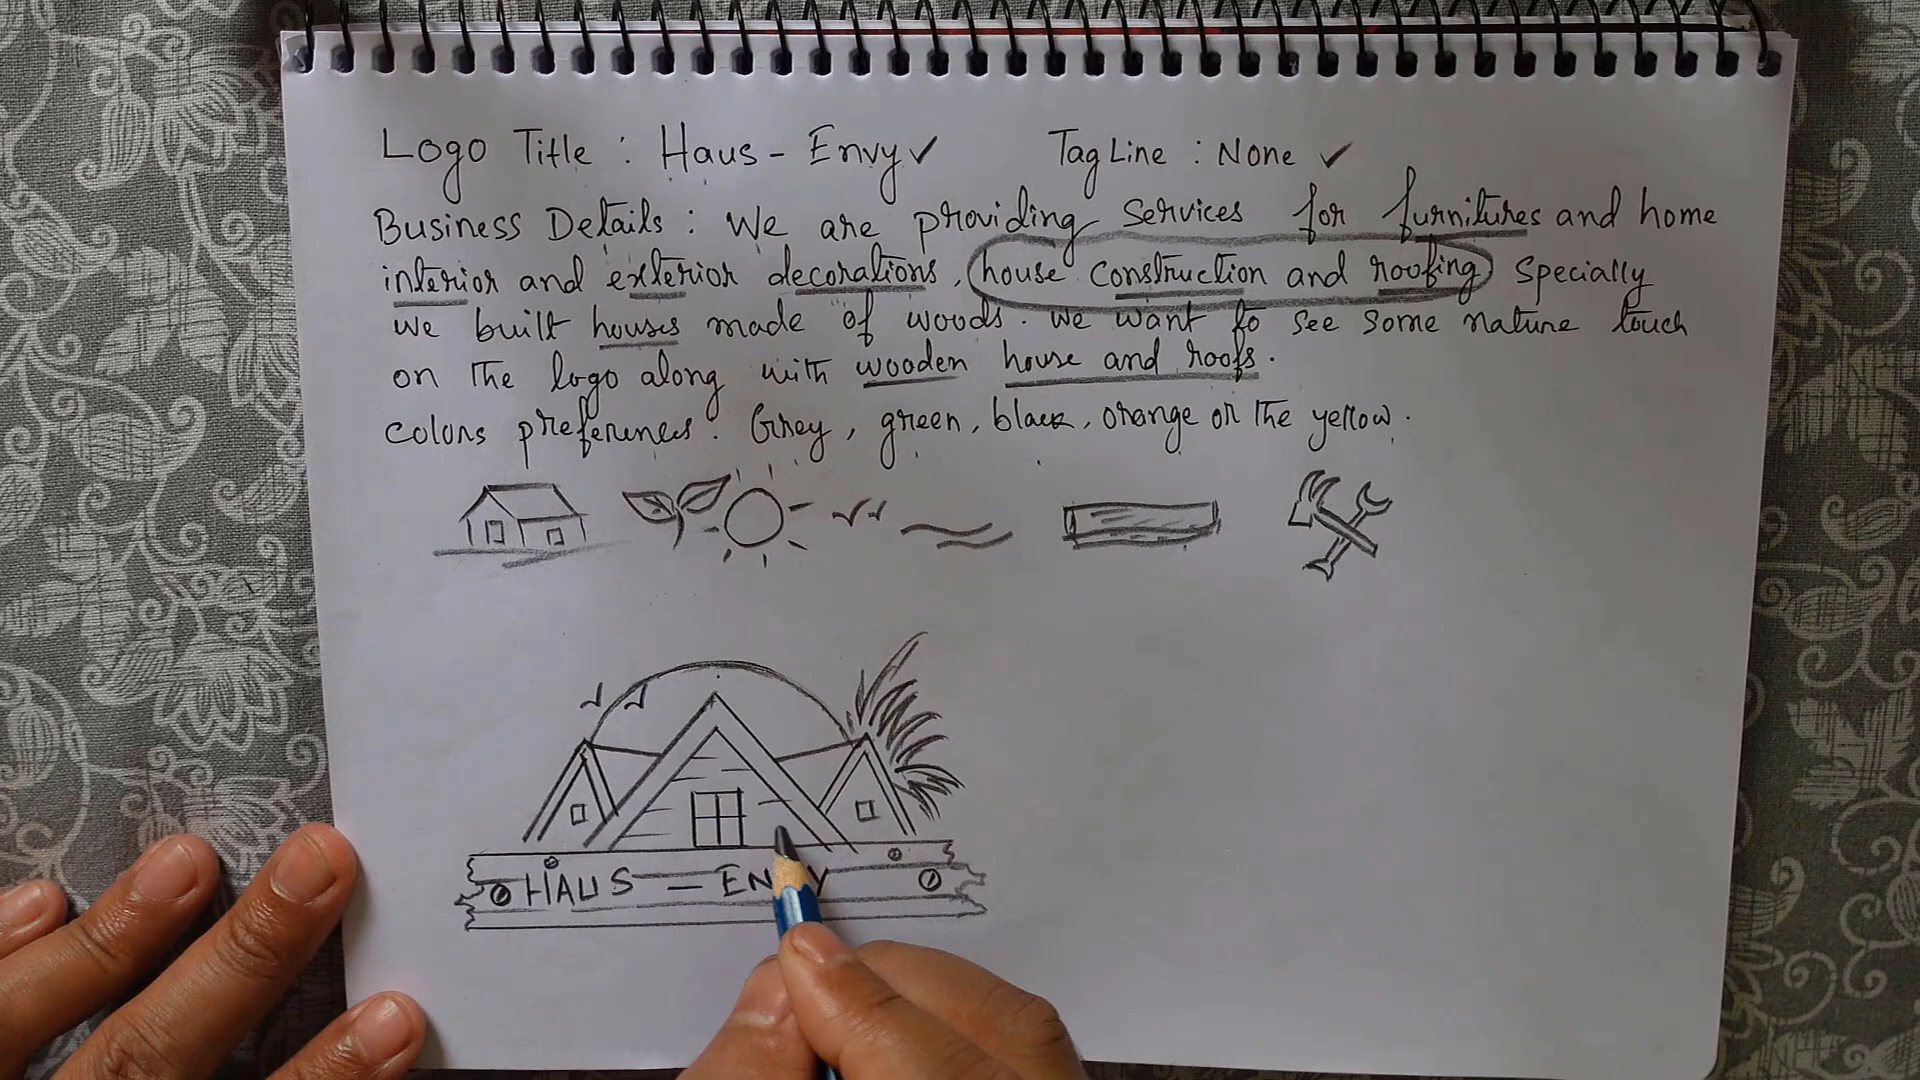 Logo Title : Haus - Envy ✓ Tag Line : None ✓
Business Details : We are providing services for furnitures and home
interior and exterior decorations, house construction and roofing specially
we built houses made of woods. we want to see some nature touch
on the logo along with wooden house and roofs.
colors preferences : Grey, green, black, orange or the yellow.
HAUS - ENVY